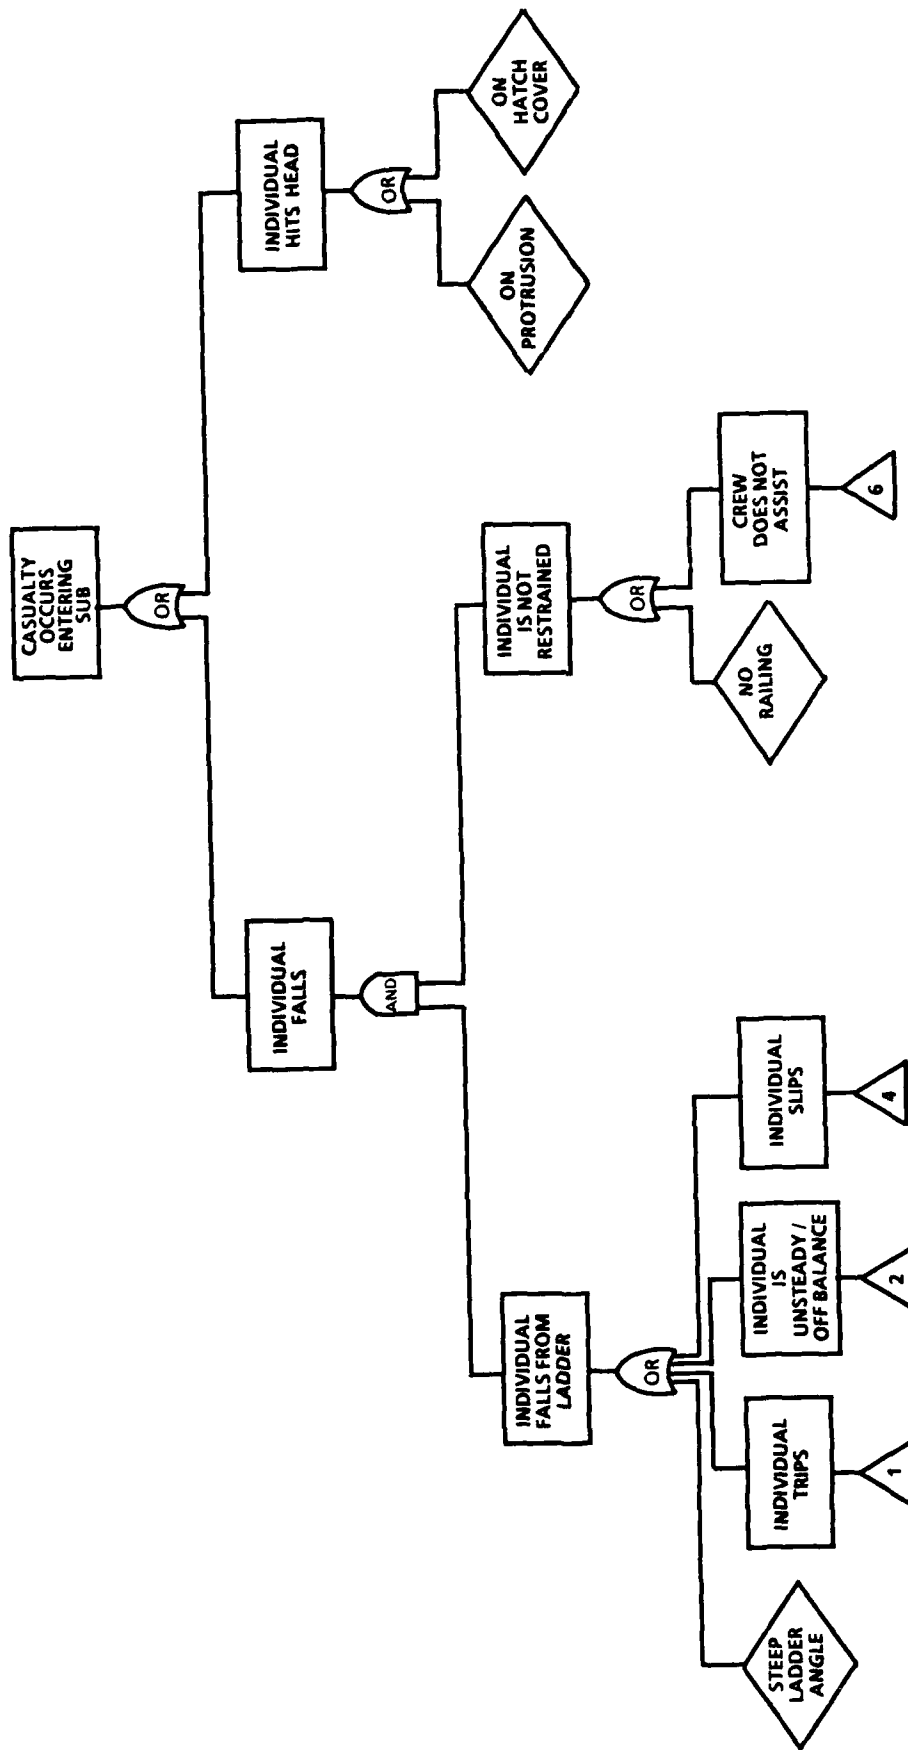 CASUALTY
OCCURS
ENTERING
SUB
OR
INDIVIDUAL
FALLS
INDIVIDUAL
HITS HEAD
AND
OR
ON
PROTRUSION
ON
HATCH
COVER
INDIVIDUAL
FALLS FROM
LADDER
INDIVIDUAL
IS NOT
RESTRAINED
OR
OR
NO
RAILING
CREW
DOES NOT
ASSIST
6
STEEP
LADDER
ANGLE
INDIVIDUAL
TRIPS
INDIVIDUAL
IS
UNSTEADY /
OFF BALANCE
INDIVIDUAL
SLIPS
1
2
4